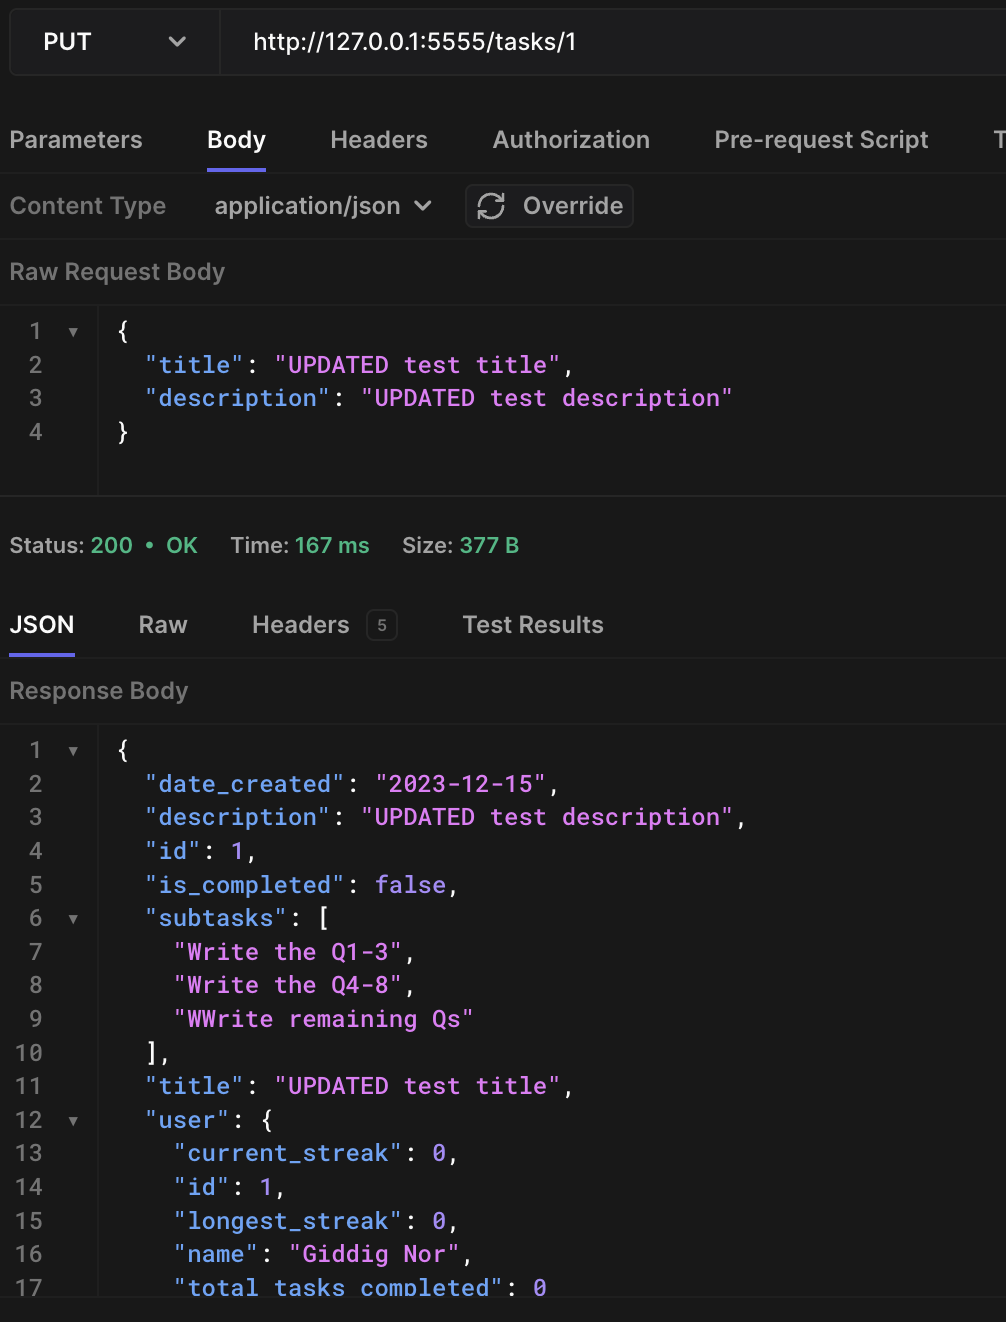 PUT http://127.0.0.1:5555/tasks/1
Parameters Body Headers Authorization Pre-request Script T
Content Type application/json Override
Raw Request Body
1 {
2 "title": "UPDATED test title",
3 "description": "UPDATED test description"
4 }
Status: 200 • OK Time: 167 ms Size: 377 B
JSON Raw Headers 5 Test Results
Response Body
1 {
2 "date_created": "2023-12-15",
3 "description": "UPDATED test description",
4 "id": 1,
5 "is_completed": false,
6 "subtasks": [
7 "Write the Q1-3",
8 "Write the Q4-8",
9 "WWrite remaining Qs"
10 ],
11 "title": "UPDATED test title",
12 "user": {
13 "current_streak": 0,
14 "id": 1,
15 "longest_streak": 0,
16 "name": "Giddig Nor",
17 "total_tasks_completed": 0